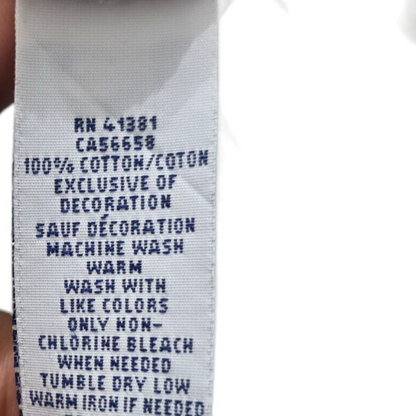 RN 41381
CA56658
100% COTTON/COTON
EXCLUSIVE OF
DECORATION
SAUF DÉCORATION
MACHINE WASH
WARM
WASH WITH
LIKE COLORS
ONLY NON-
CHLORINE BLEACH
WHEN NEEDED
TUMBLE DRY LOW
WARM IRON IF NEEDED